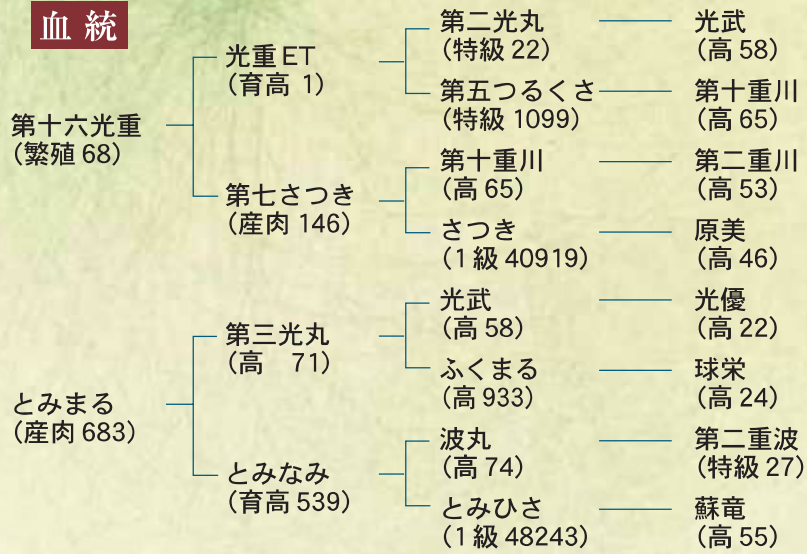 血統
第十六光重
(繁殖 68)
光重ET
(育高 1)
第二光丸
(特級 22)
光武
(高 58)
第五つるくさ
(特級 1099)
第十重川
(高 65)
第七さつき
(産肉 146)
第十重川
(高 65)
第二重川
(高 53)
さつき
(1級 40919)
原美
(高 46)
とみまる
(産肉 683)
第三光丸
(高 71)
光武
(高 58)
光優
(高 22)
ふくまる
(高 933)
球栄
(高 24)
とみなみ
(育高 539)
波丸
(高 74)
第二重波
(特級 27)
とみひさ
(1級 48243)
蘇竜
(高 55)